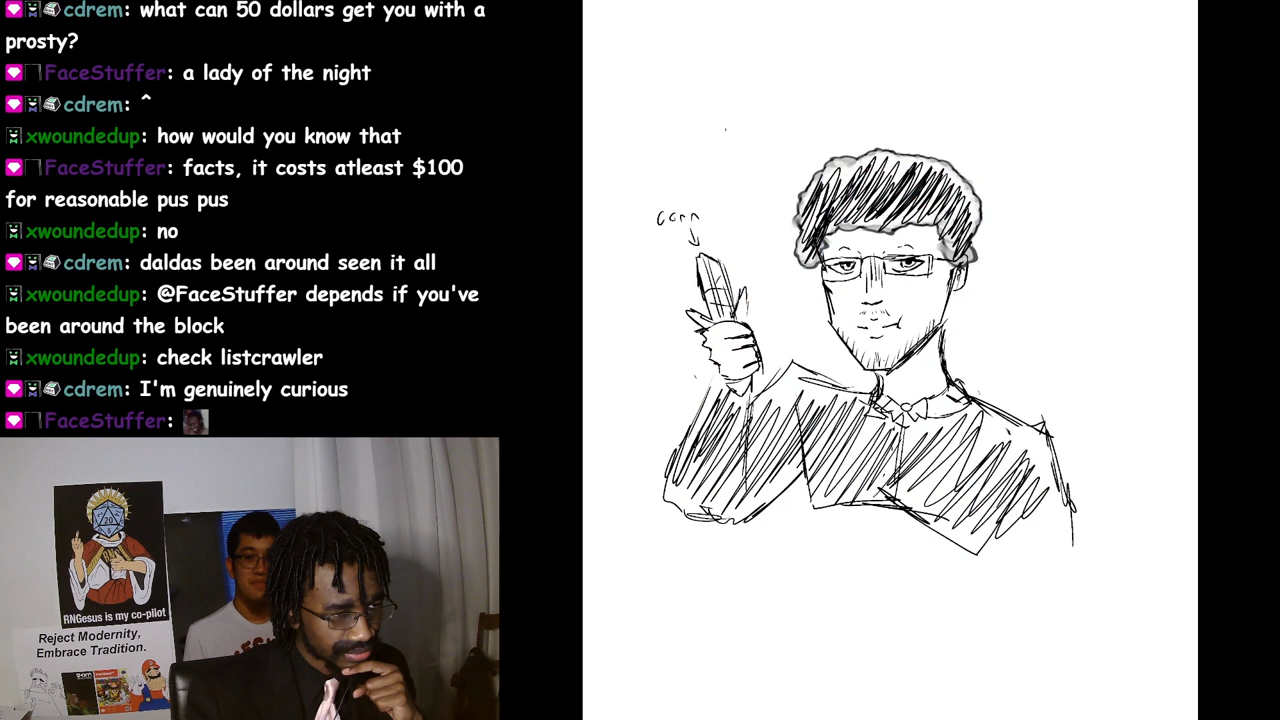 cdrem: what can 50 dollars get you with a
prosty?
FaceStuffer: a lady of the night
cdrem: ^
xwoundedup: how would you know that
FaceStuffer: facts, it costs atleast $100
for reasonable pus pus
xwoundedup: no
cdrem: daldas been around seen it all
xwoundedup: @FaceStuffer depends if you've
been around the block
xwoundedup: check listcrawler
cdrem: I'm genuinely curious
FaceStuffer:
corn
20
RNGesus is my co-pilot
Reject Modernity,
Embrace Tradition.